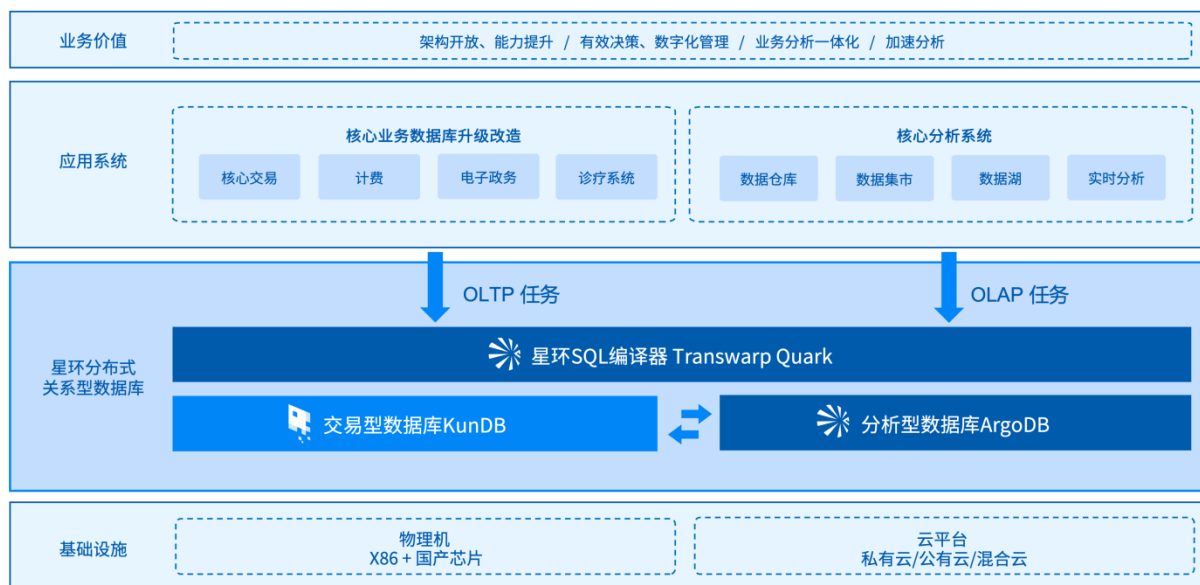 业务价值
架构开放、能力提升 / 有效决策、数字化管理 / 业务分析一体化 / 加速分析
应用系统
核心业务数据库升级改造
核心交易
计费
电子政务
诊疗系统
核心分析系统
数据仓库
数据集市
数据湖
实时分析
OLTP 任务
OLAP 任务
星环分布式
关系型数据库
星环SQL编译器 Transwarp Quark
交易型数据库KunDB
分析型数据库ArgoDB
基础设施
物理机
X86 + 国产芯片
云平台
私有云/公有云/混合云